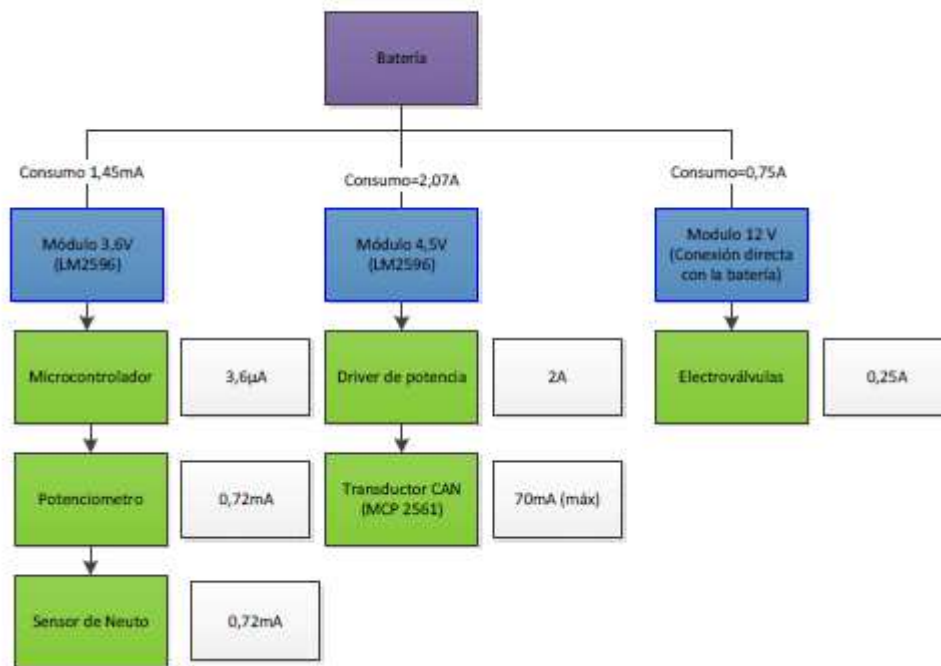 Batería
Consumo 1,45mA
Consumo=2,07A
Consumo=0,75A
Módulo 3,6V
(LM2596)
Módulo 4,5V
(LM2596)
Modulo 12 V
(Conexión directa
con la batería)
Microcontrolador
3,6µA
Driver de potencia
2A
Electroválvulas
0,25A
Potenciometro
0,72mA
Transductor CAN
(MCP 2561)
70mA (máx)
Sensor de Neuto
0,72mA